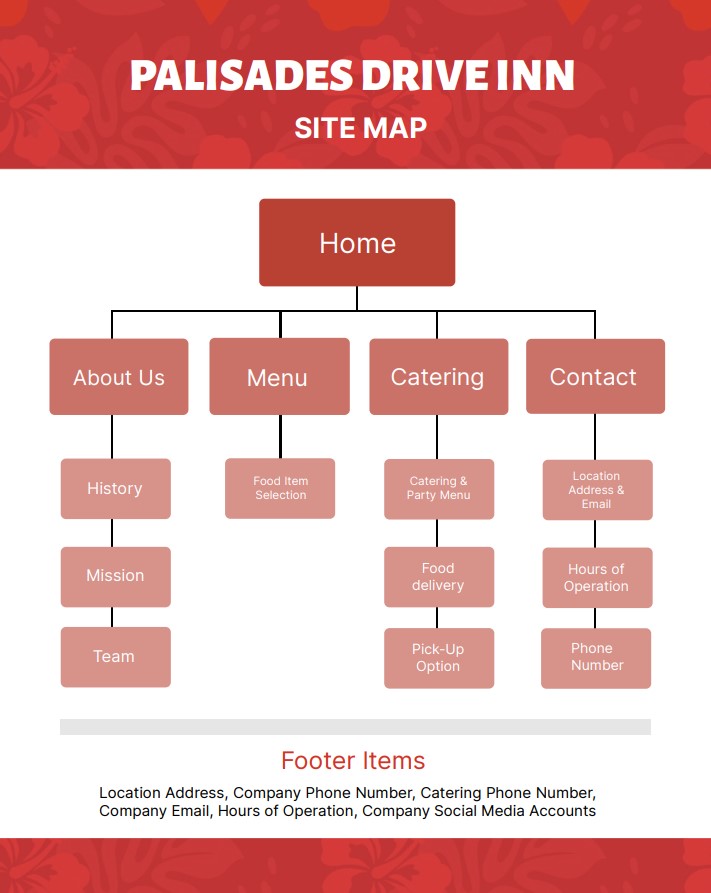 PALISADES DRIVE INN
SITE MAP
Home
About Us
Menu
Catering
Contact
History
Food Item
Selection
Catering &
Party Menu
Location
Address &
Email
Mission
Food
delivery
Hours of
Operation
Team
Pick-Up
Option
Phone
Number
Footer Items
Location Address, Company Phone Number, Catering Phone Number,
Company Email, Hours of Operation, Company Social Media Accounts